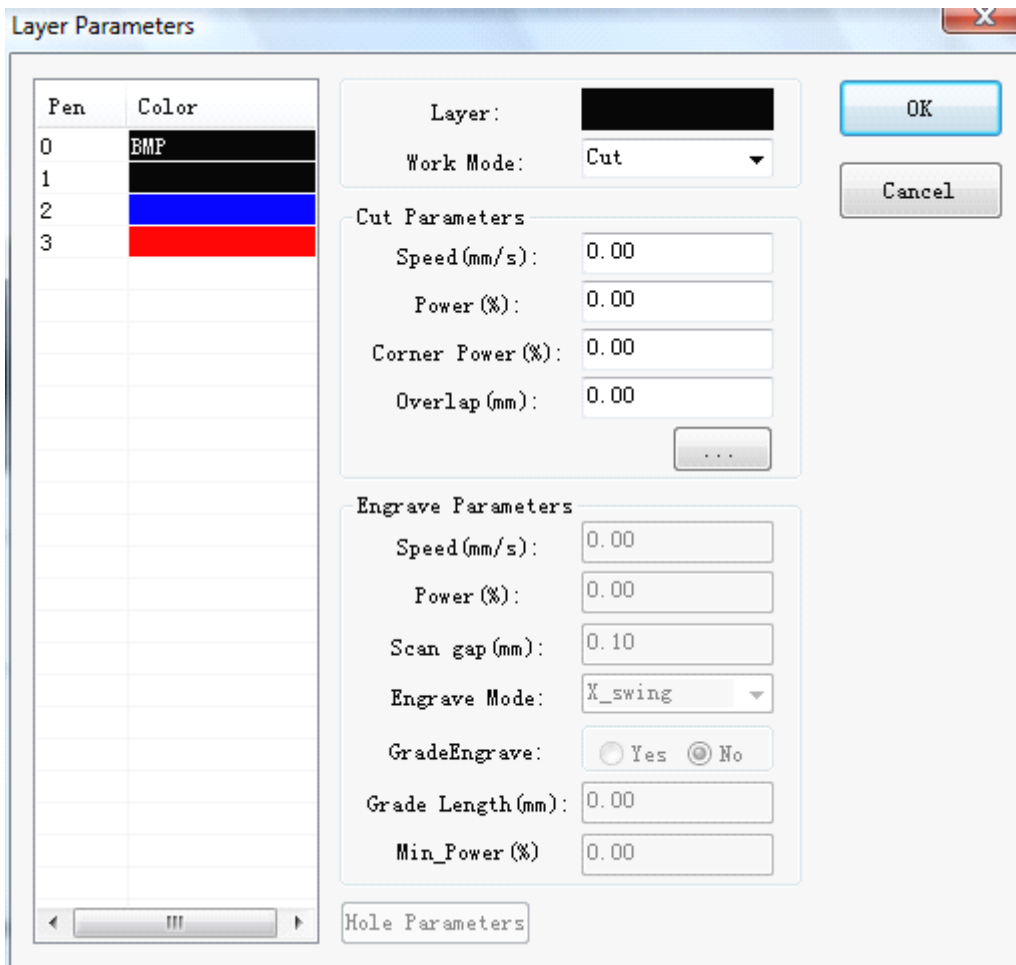 Layer Parameters
X
Pen Color
0 BMP
1
2
3
Layer:
Work Mode: Cut
OK
Cancel
Cut Parameters
Speed(mm/s): 0.00
Power(%): 0.00
Corner Power(%): 0.00
Overlap(mm): 0.00
...
Engrave Parameters
Speed(mm/s): 0.00
Power(%): 0.00
Scan gap(mm): 0.10
Engrave Mode: X_swing
GradeEngrave: Yes No
Grade Length(mm): 0.00
Min_Power(%) 0.00
Hole Parameters